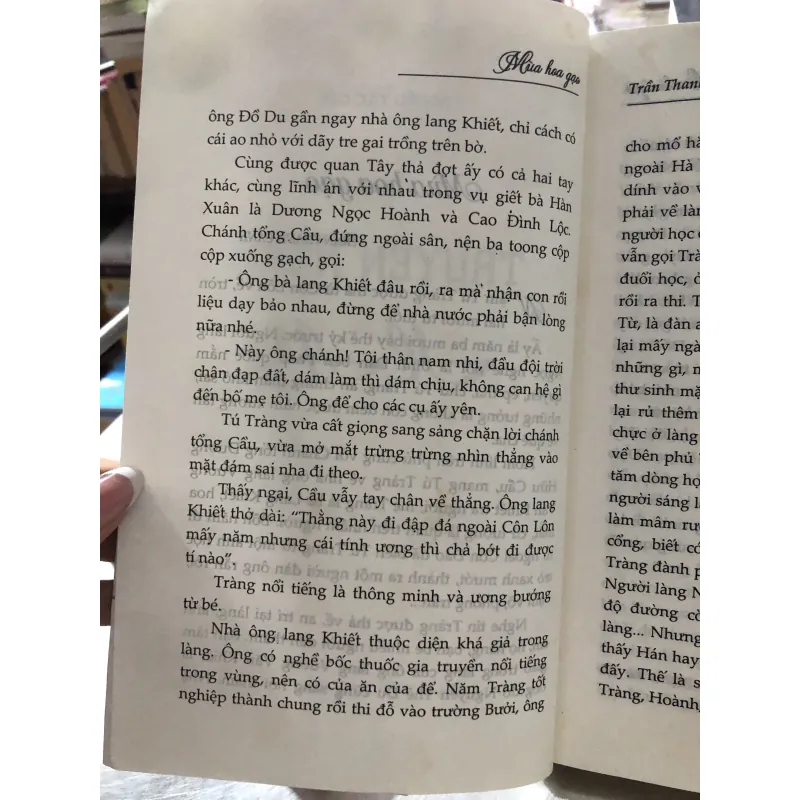 Mùa hoa gạo
ông Đồ Du gần ngay nhà ông lang Khiết, chỉ cách có
cái ao nhỏ với dãy tre gai trồng trên bờ.
Cùng được quan Tây thả đợt ấy có cả hai tay
khác, cùng lĩnh án với nhau trong vụ giết bà Hàn
Xuân là Dương Ngọc Hoành và Cao Đình Lộc.
Chánh tổng Cầu, đứng ngoài sân, nện ba toong cộp
cộp xuống gạch, gọi:
- Ông bà lang Khiết đâu rồi, ra mà nhận con rồi
liệu dạy bảo nhau, đừng để nhà nước phải bận lòng
nữa nhé.
- Này ông chánh! Tôi thân nam nhi, đầu đội trời
chân đạp đất, dám làm thì dám chịu, không can hệ gì
đến bố mẹ tôi. Ông để cho các cụ ấy yên.
Tú Tràng vừa cất giọng sang sảng chặn lời chánh
tổng Cầu, vừa mở mắt trừng trừng nhìn thẳng vào
mặt đám sai nha đi theo.
Thấy ngại, Cầu vẫy tay chân về thẳng. Ông lang
Khiết thở dài: “Thằng này đi đập đá ngoài Côn Lôn
mấy năm nhưng cái tính ương thì chả bớt đi được
tí nào”.
Tràng nổi tiếng là thông minh và ương bướng
từ bé.
Nhà ông lang Khiết thuộc diện khá giả trong
làng. Ông có nghề bốc thuốc gia truyền nổi tiếng
trong vùng, nên có của ăn của để. Năm Tràng tốt
nghiệp thành chung rồi thi đỗ vào trường Bưởi, ông
Trần Thanh
cho mổ
ngoài Hà
dính vào
phải về làn
người học
vẫn gọi Trà
đuổi học, ở
rồi ra thi. T
Từ, là đàn a
lại mấy ngà
những gì, n
thư sinh mặ
lại rủ thêm
chực ở làng
về bên phủ T
tăm dòng họ
người sáng l
làm mâm rư
cổng, biết có
Tràng đành p
Người làng N
độ đường cò
làng... Nhưng
thấy Hán hay
đấy. Thế là s
Tràng, Hoành,